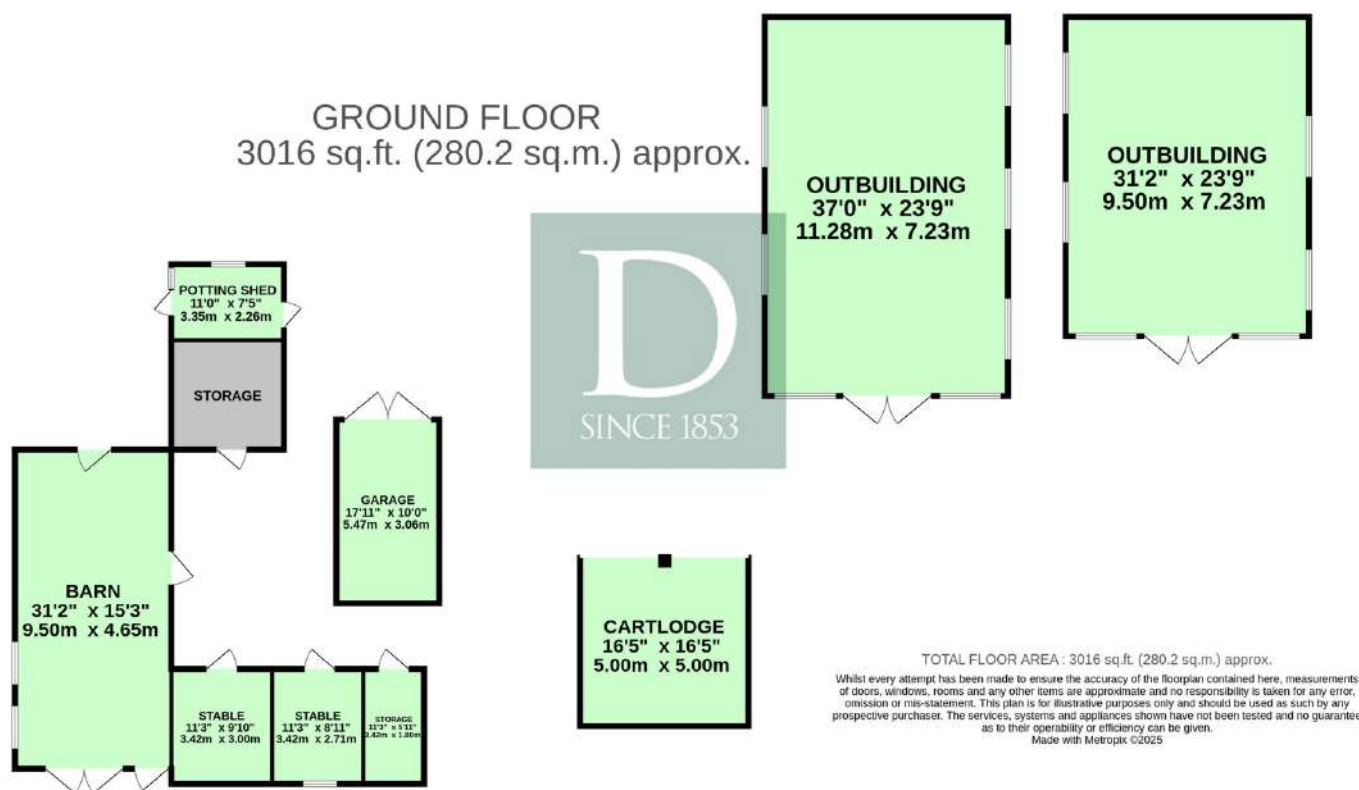 GROUND FLOOR
3016 sq.ft. (280.2 sq.m.) approx.
OUTBUILDING
37'0" x 23'9"
11.28m x 7.23m
OUTBUILDING
31'2" x 23'9"
9.50m x 7.23m
D
SINCE 1853
POTTING SHED
11'0" x 7'5"
3.35m x 2.26m
STORAGE
GARAGE
17'11" x 10'0"
5.47m x 3.06m
BARN
31'2" x 15'3"
9.50m x 4.65m
CARTLODGE
16'5" x 16'5"
5.00m x 5.00m
STABLE
11'3" x 9'10"
3.42m x 3.00m
STABLE
11'3" x 8'11"
3.42m x 2.71m
STORAGE
11'3" x 5'11"
3.42m x 1.80m
TOTAL FLOOR AREA : 3016 sq.ft. (280.2 sq.m.) approx.
Whilst every attempt has been made to ensure the accuracy of the floorplan contained here, measurements
of doors, windows, rooms and any other items are approximate and no responsibility is taken for any error,
omission or mis-statement. This plan is for illustrative purposes only and should be used as such by any
prospective purchaser. The services, systems and appliances shown have not been tested and no guarantee
as to their operability or efficiency can be given.
Made with Metropix ©2025